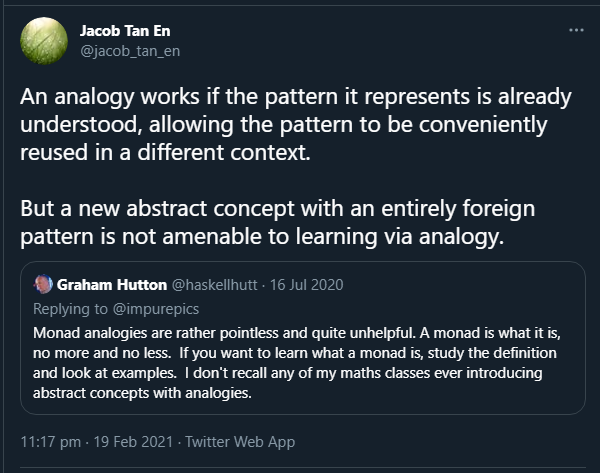 Jacob Tan En
@jacob_tan_en
An analogy works if the pattern it represents is already
understood, allowing the pattern to be conveniently
reused in a different context.
But a new abstract concept with an entirely foreign
pattern is not amenable to learning via analogy.
Graham Hutton @haskellhutt · 16 Jul 2020
Replying to @impurepics
Monad analogies are rather pointless and quite unhelpful. A monad is what it is,
no more and no less.  If you want to learn what a monad is, study the definition
and look at examples.  I don't recall any of my maths classes ever introducing
abstract concepts with analogies.
11:17 pm · 19 Feb 2021 · Twitter Web App